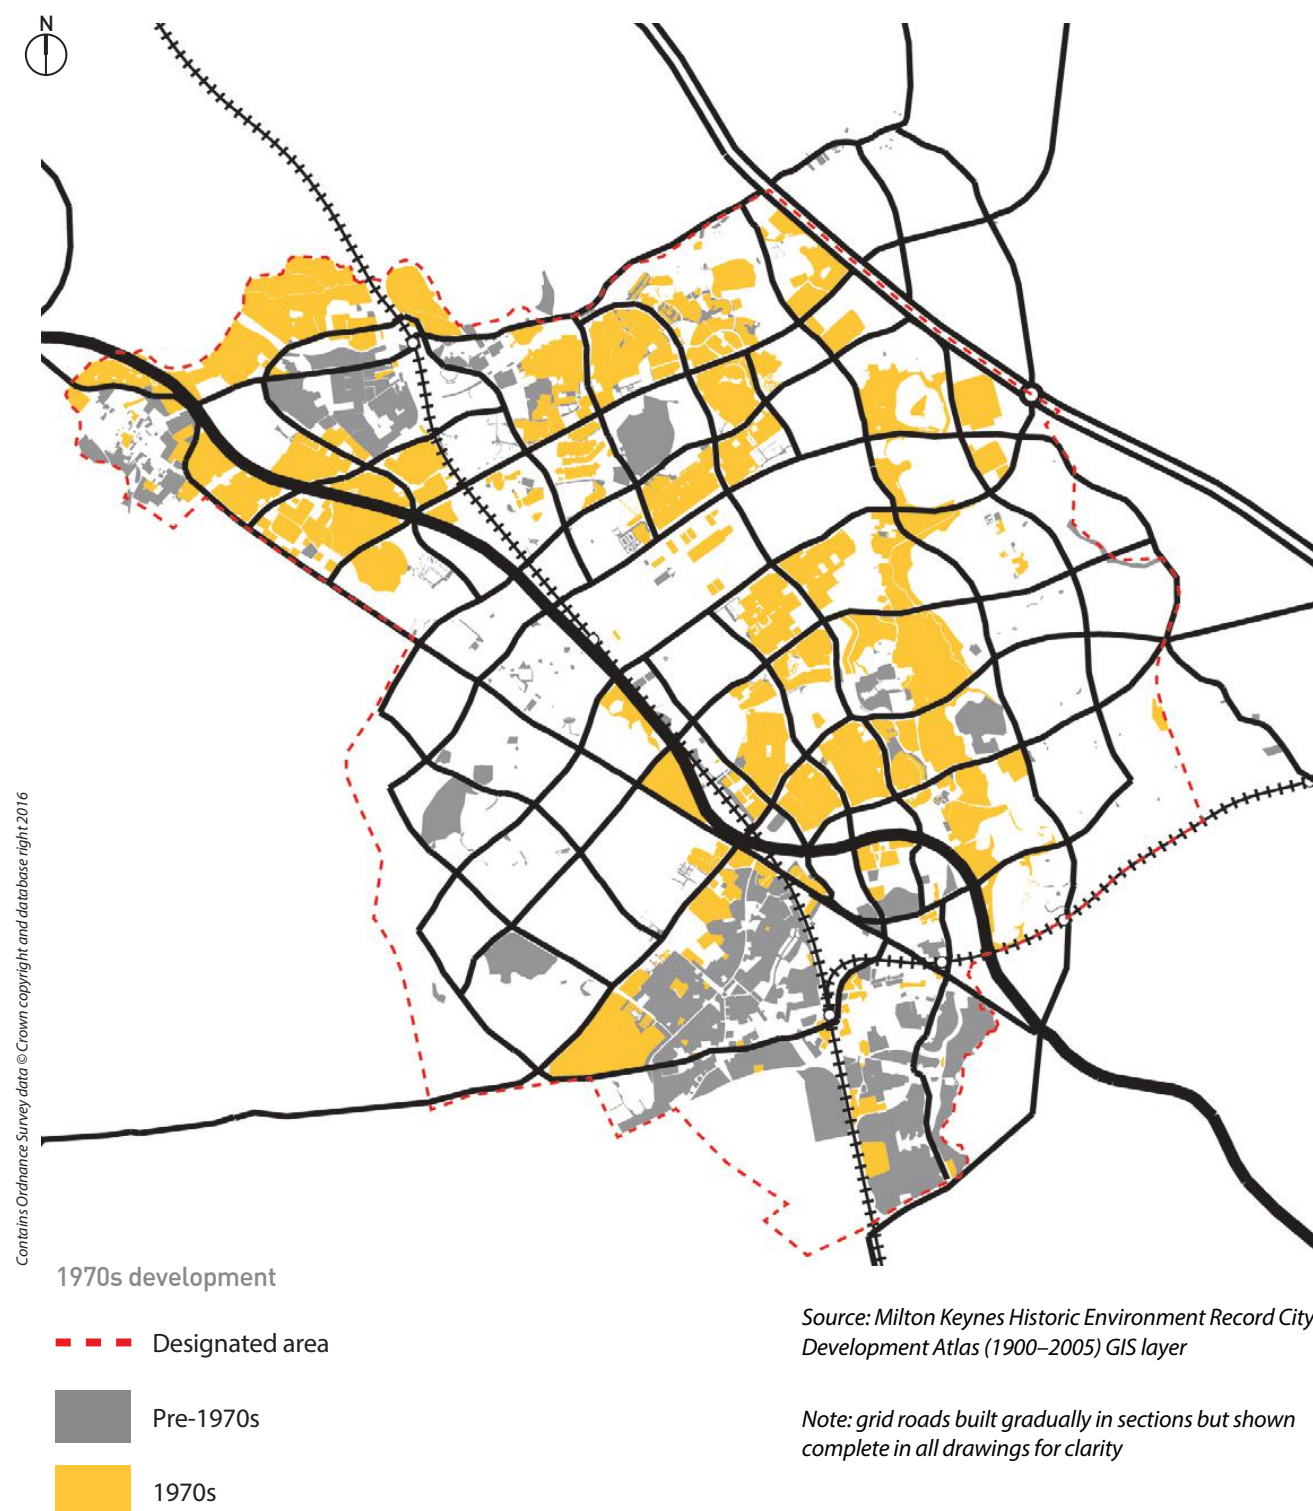 N
Contains Ordnance Survey data © Crown copyright and database right 2016
1970s development
Designated area
Pre-1970s
1970s
Source: Milton Keynes Historic Environment Record City
Development Atlas (1900–2005) GIS layer
Note: grid roads built gradually in sections but shown
complete in all drawings for clarity